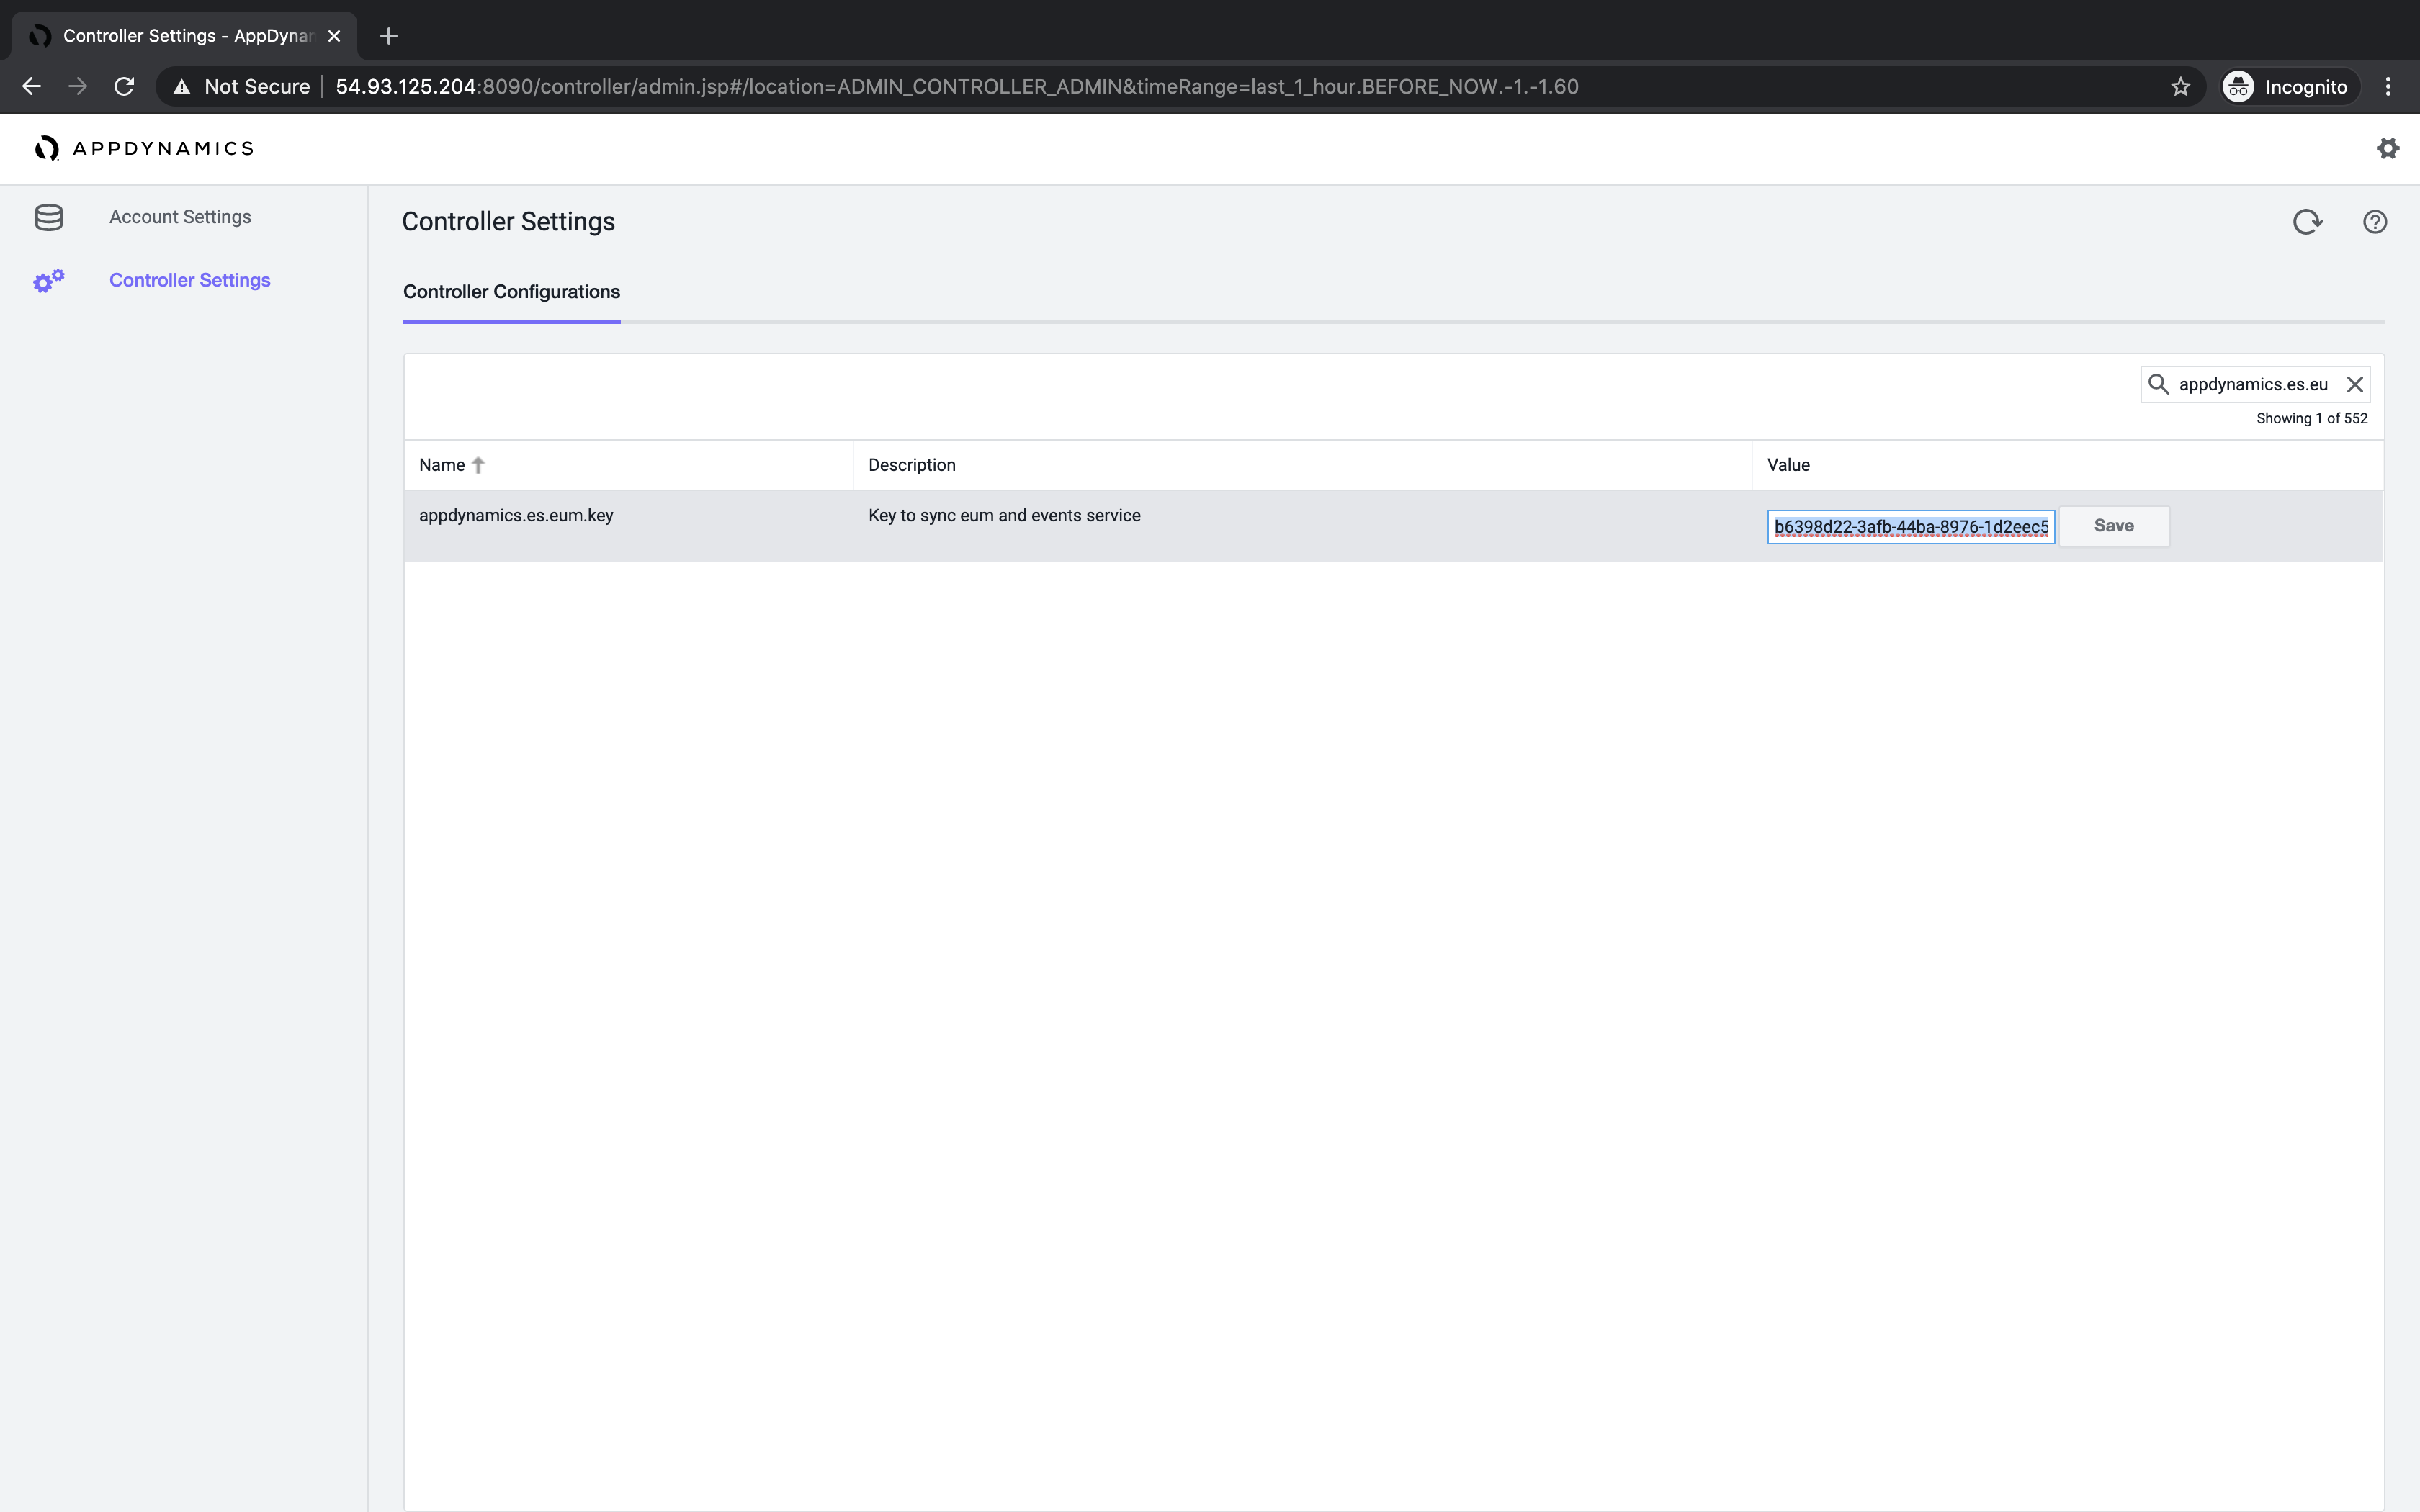 Controller Settings - AppDynan
Not Secure 54.93.125.204:8090/controller/admin.jsp#/location=ADMIN_CONTROLLER_ADMIN&timeRange=last_1_hour.BEFORE_NOW.-1.-1.60
Incognito
APPDYNAMICS
Account Settings
Controller Settings
Controller Settings
Controller Configurations
appdynamics.es.eu
Showing 1 of 552
Name Description Value
appdynamics.es.eum.key Key to sync eum and events service b6398d22-3afb-44ba-8976-1d2eec5 Save